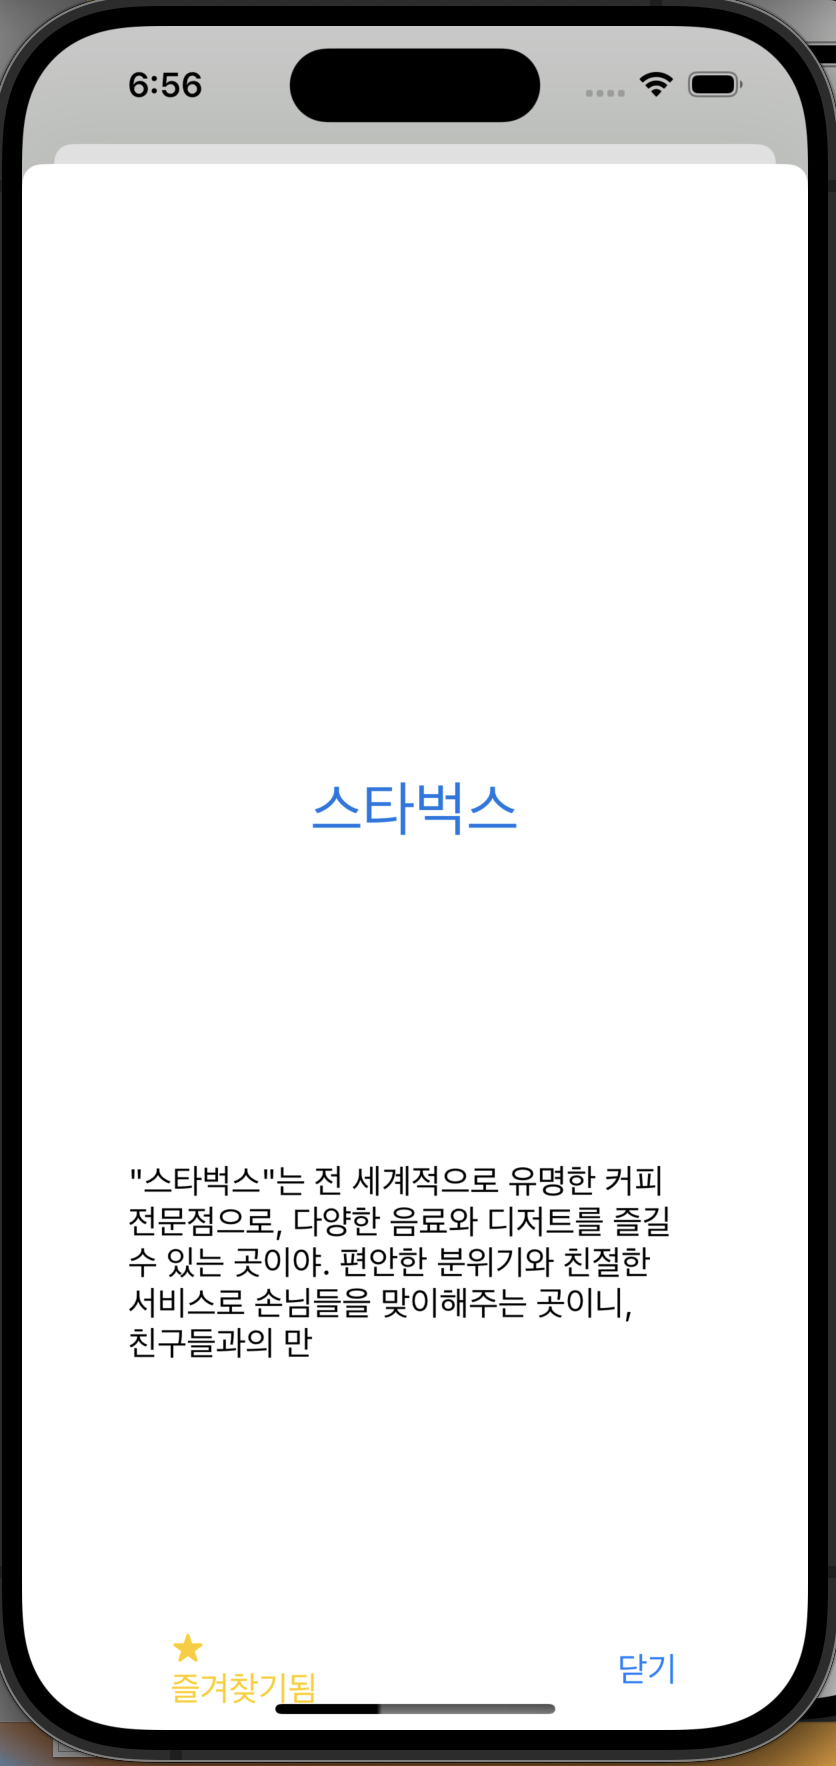 6:56
스타벅스
"스타벅스"는 전 세계적으로 유명한 커피
전문점으로, 다양한 음료와 디저트를 즐길
수 있는 곳이야. 편안한 분위기와 친절한
서비스로 손님들을 맞이해주는 곳이니,
친구들과의 만
즐겨찾기됨
닫기